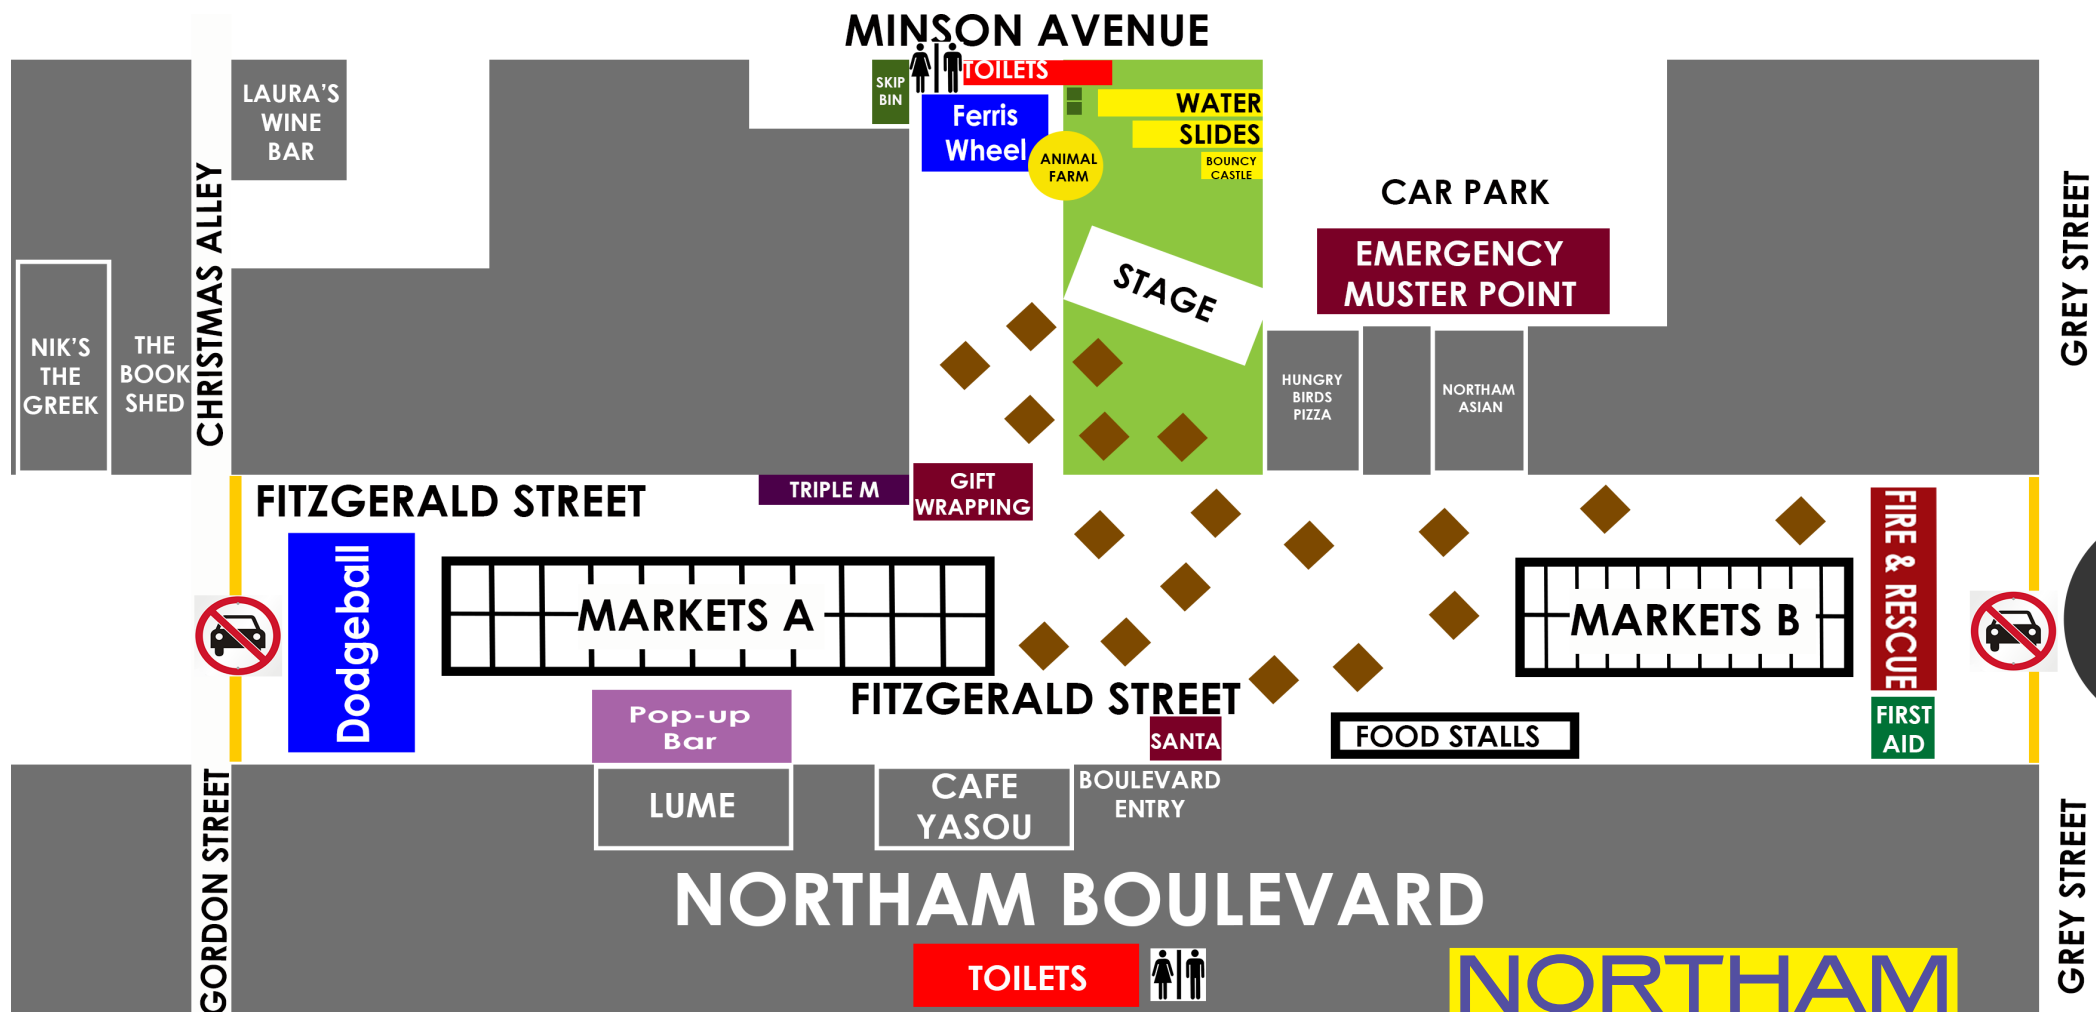 MINSON AVENUE
SKIP
BIN
TOILETS
LAURA'S
WINE
BAR
Ferris
Wheel
WATER
SLIDES
ANIMAL
FARM
BOUNCY
CASTLE
CHRISTMAS ALLEY
CAR PARK
GREY STREET
EMERGENCY
MUSTER POINT
STAGE
NIK'S
THE
GREEK
THE
BOOK
SHED
HUNGRY
BIRDS
PIZZA
NORTHAM
ASIAN
FITZGERALD STREET
TRIPLE M
GIFT
WRAPPING
FIRE & RESCUE
Dodgeball
MARKETS A
MARKETS B
FITZGERALD STREET
Pop-up
Bar
SANTA
FOOD STALLS
FIRST
AID
GORDON STREET
LUME
CAFE
YASOU
BOULEVARD
ENTRY
GREY STREET
NORTHAM BOULEVARD
TOILETS
NORTHAM